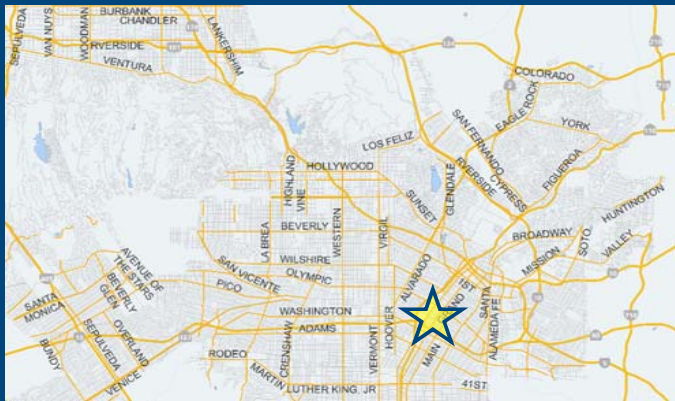 BURBANK
CHANDLER
SEPULVEDA
VAN NUYS
WOODMAN
RIVERSIDE
VENTURA
LANKERSHIM
COLORADO
EAGLE ROCK
YORK
SAN FERNANDO
LOS FELIZ
RIVERSIDE
CYPRESS
FIGUEROA
HOLLYWOOD
HIGHLAND
VINE
GLENDALE
SUNSET
HUNTINGTON
LA BREA
BEVERLY
WESTERN
VIRGIL
BROADWAY
SOTO
VALLEY
MISSION
WILSHIRE
ALVARADO
SAN VICENTE
OLYMPIC
PICO
AVENUE OF
THE STARS
BEVERLY
GLEN
1ST
SANTA
MONICA
WASHINGTON
SANTA FE
ALAMEDA
ADAMS
HOOVER
VERMONT
CRENSHAW
MAIN
OVERLAND
SEPULVEDA
BUNDY
VENICE
RODEO
MARTIN
LUTHER KING, JR
41ST